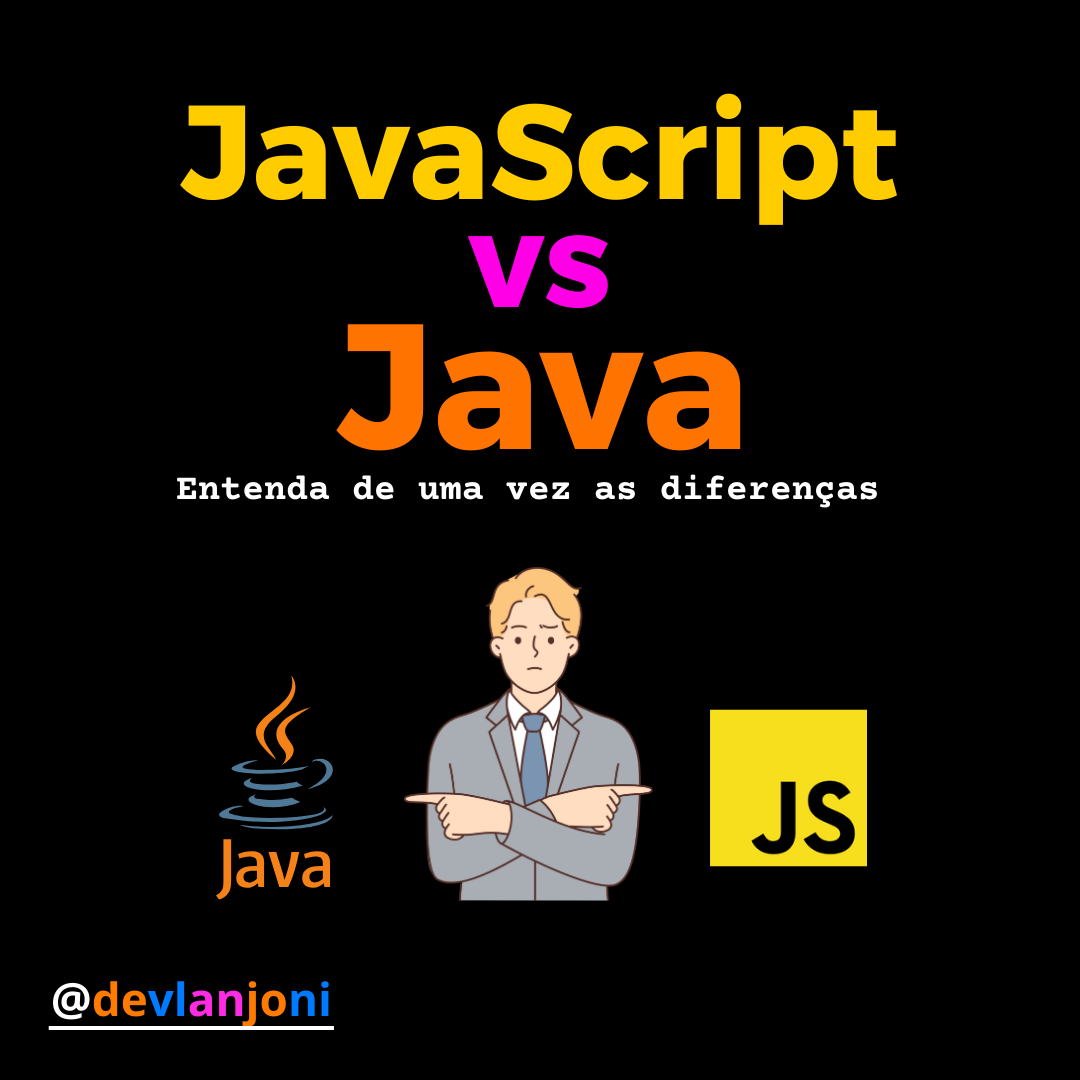 JavaScript
vs
Java
Entenda de uma vez as diferenças
Java
JS
@devlanjoni